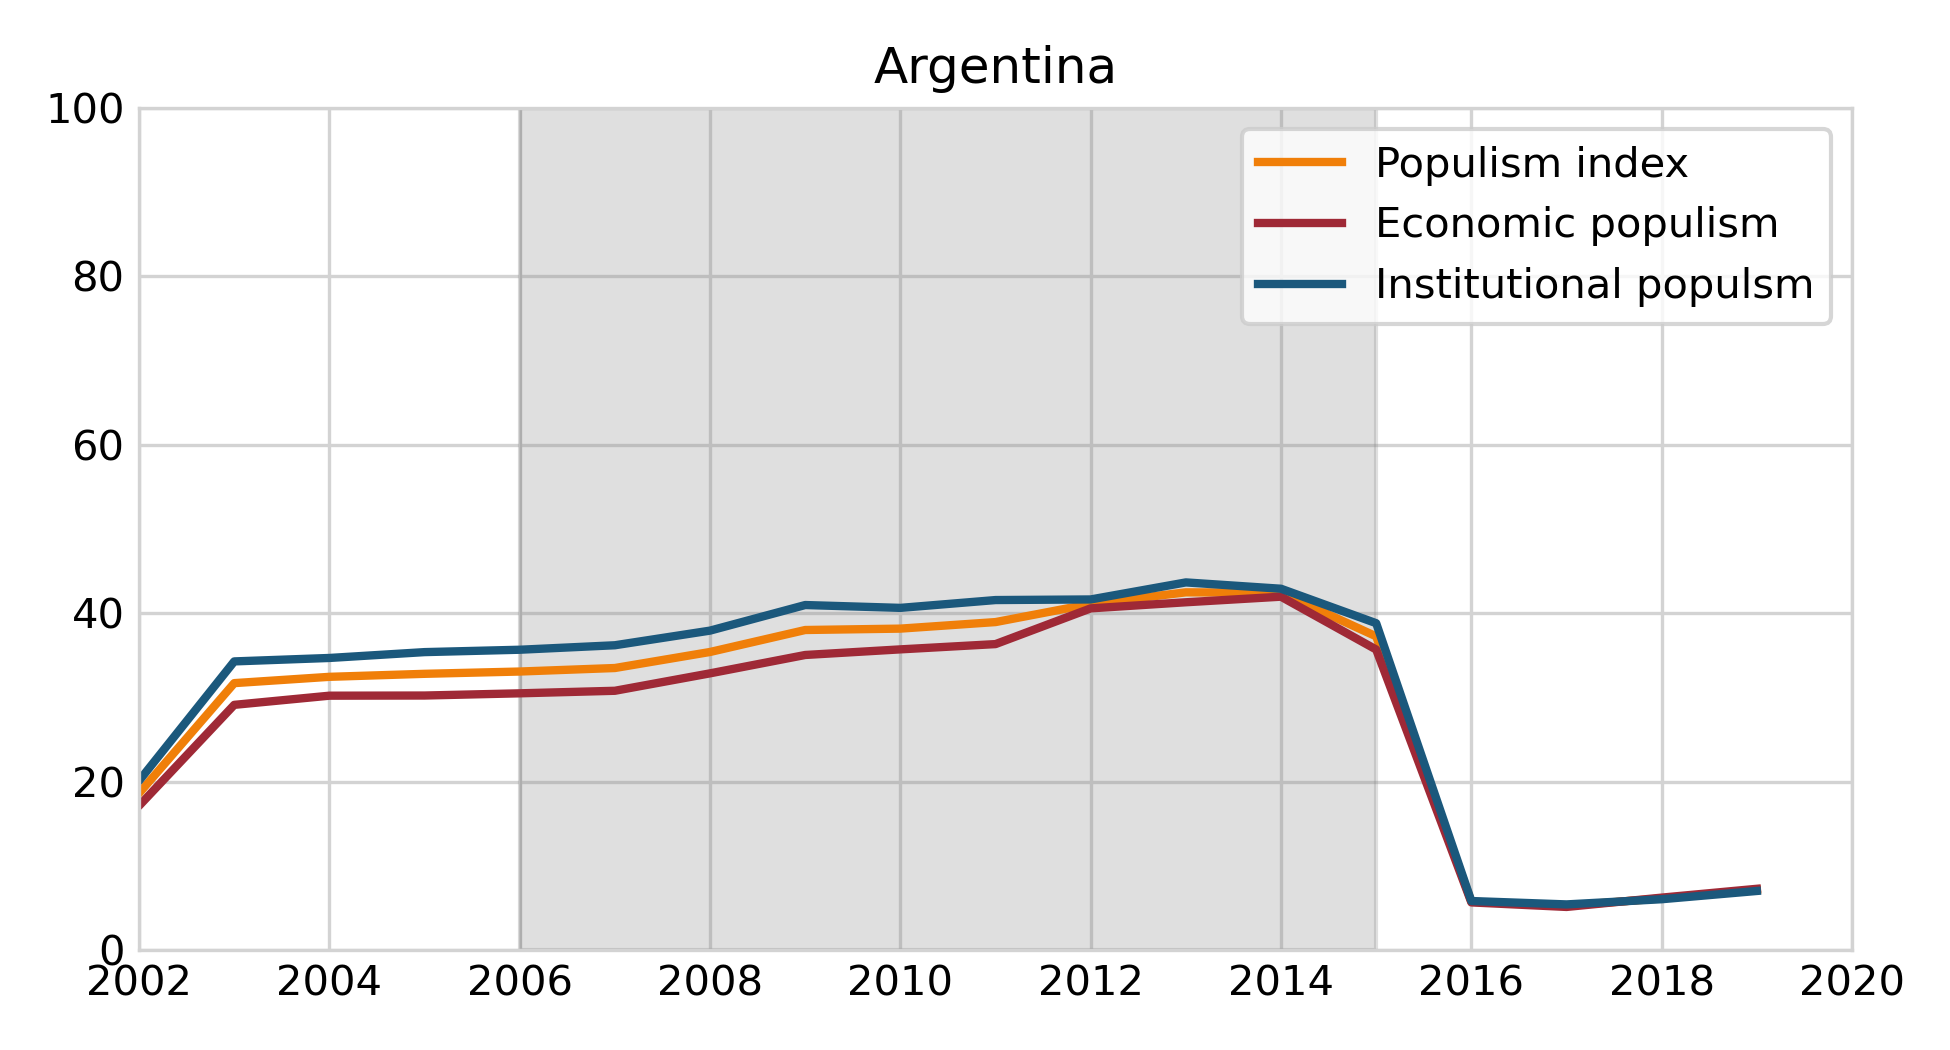 Argentina
100
80
60
40
20
0
Populism index
Economic populism
Institutional populsm
2002 2004 2006 2008 2010 2012 2014 2016 2018 2020